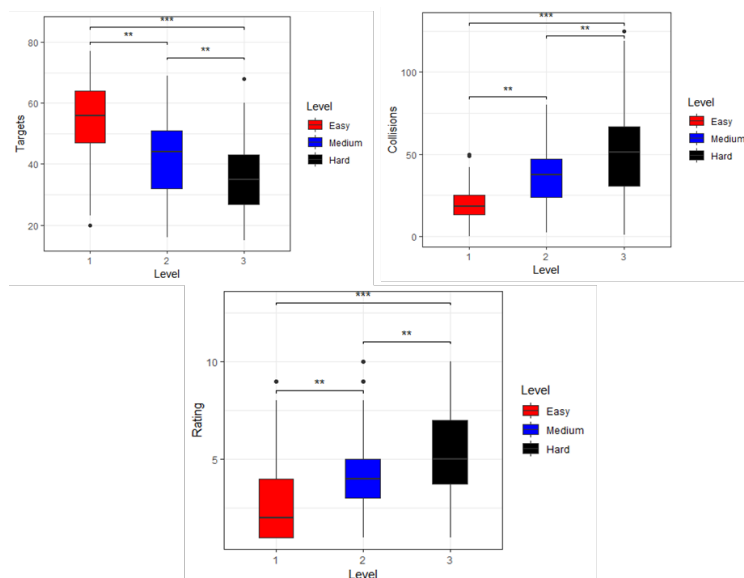 ***
**
**
80
60
40
20
Targets
1 2 3
Level
Level
Easy
Medium
Hard
***
**
**
100
50
0
Collisions
1 2 3
Level
Level
Easy
Medium
Hard
***
**
**
10
5
Rating
1 2 3
Level
Level
Easy
Medium
Hard